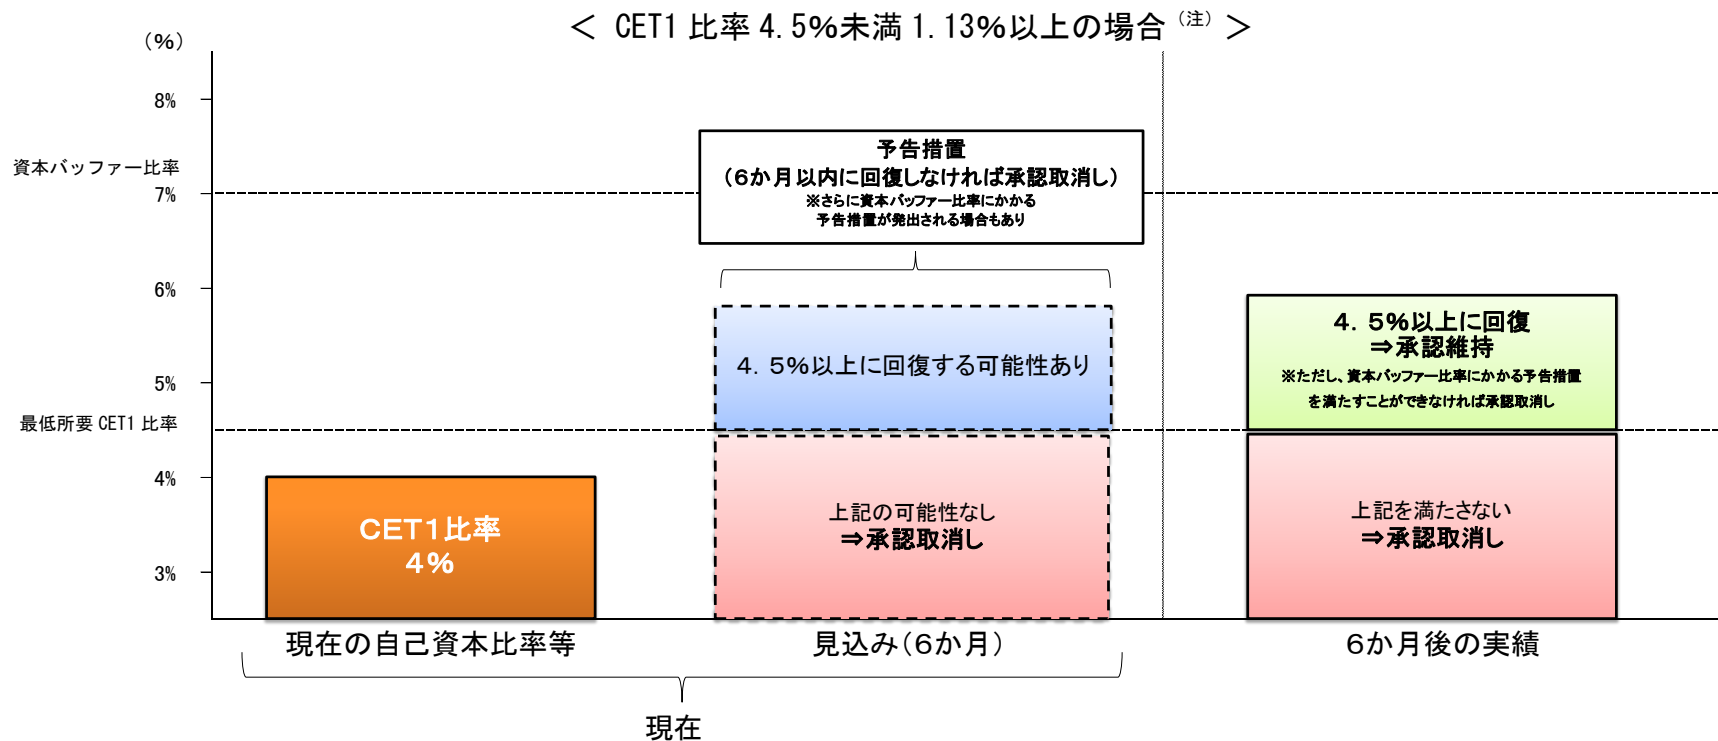 ＜ CET1 比率 4.5%未満 1.13%以上の場合（注）＞
（%）
8%
資本バッファー比率
7%
6%
5%
最低所要 CET1 比率
4%
3%
予告措置
（６か月以内に回復しなければ承認取消し）
※さらに資本バッファー比率にかかる
予告措置が発出される場合もあり
４．５％以上に回復する可能性あり
上記の可能性なし
⇒承認取消し
４．５％以上に回復
⇒承認維持
※ただし、資本バッファー比率にかかる予告措置
を満たすことができなければ承認取消し
上記を満たさない
⇒承認取消し
ＣＥＴ１比率
４％
現在の自己資本比率等
見込み（６か月）
６か月後の実績
現在